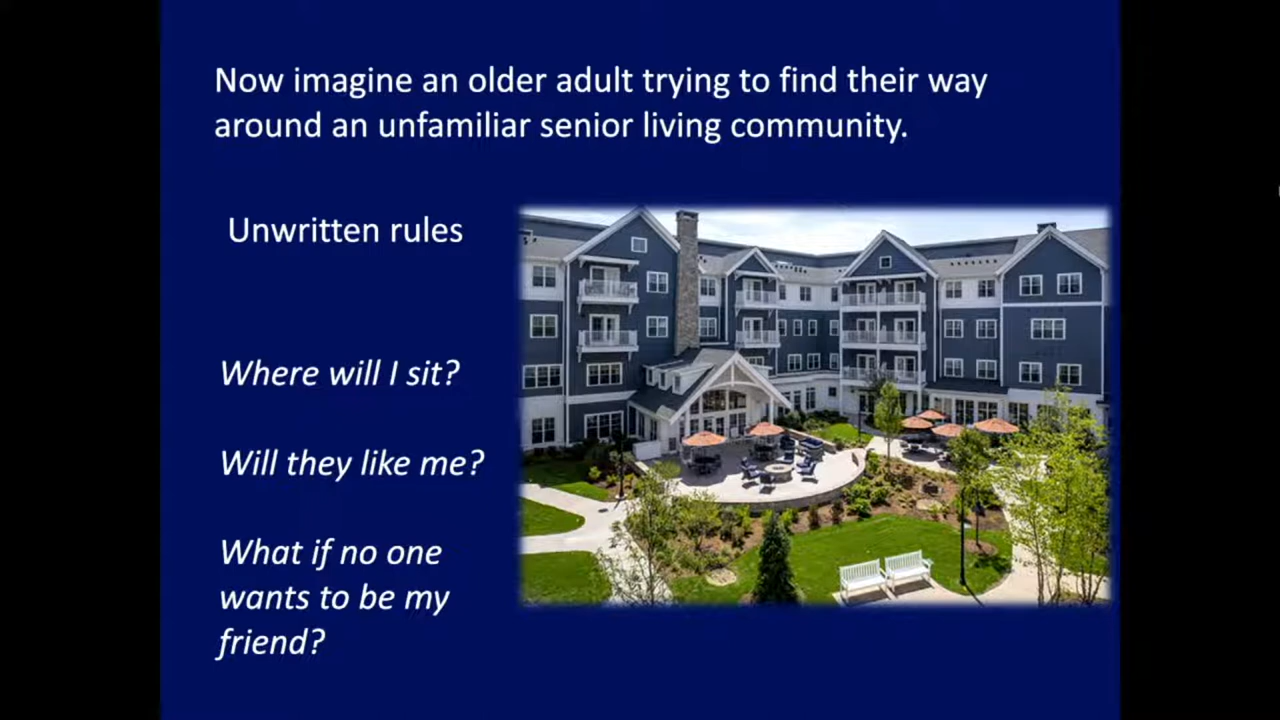 Now imagine an older adult trying to find their way
around an unfamiliar senior living community.
Unwritten rules
Where will I sit?
Will they like me?
What if no one
wants to be my
friend?